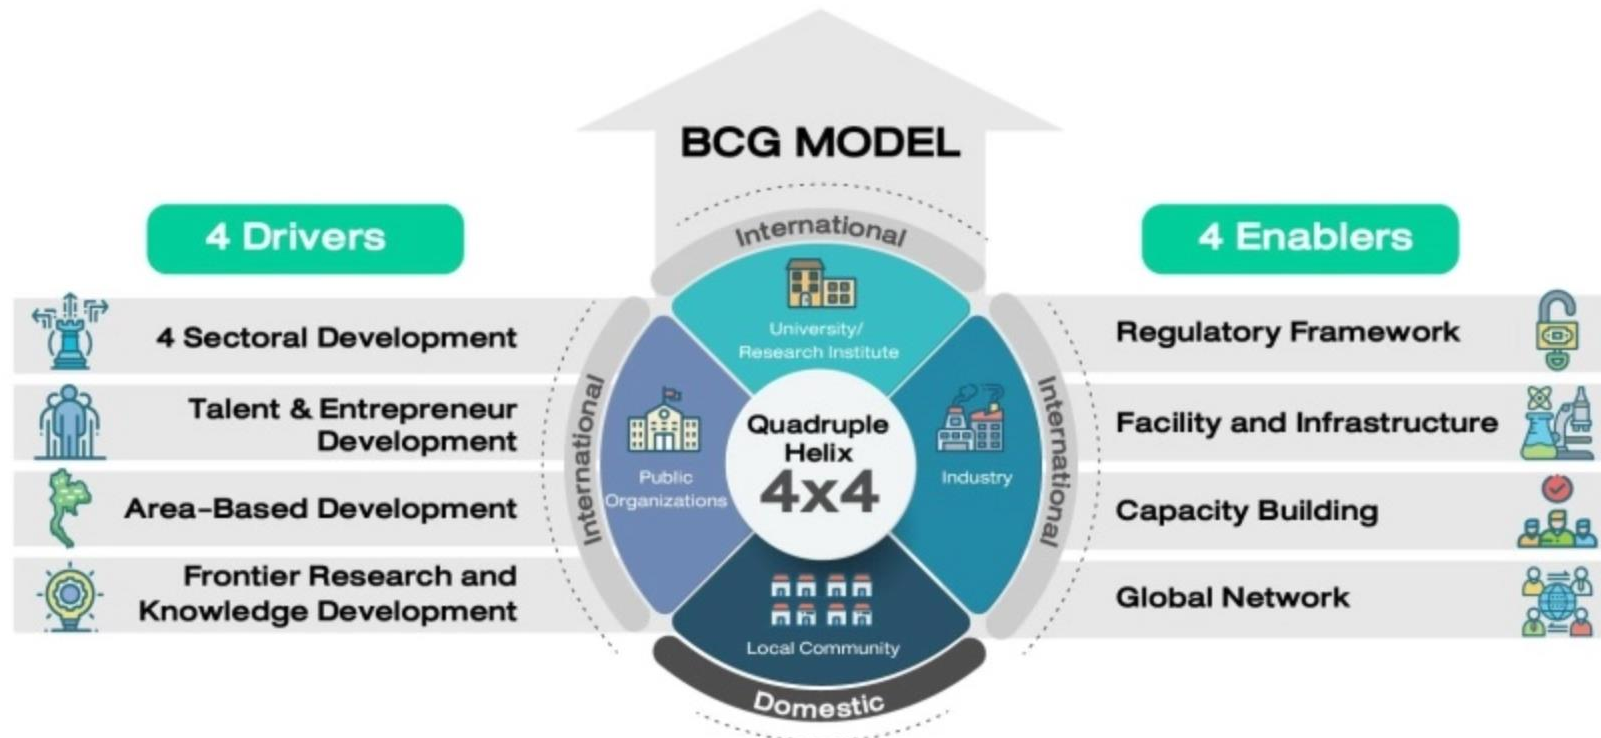 BCG MODEL
4 Drivers
4 Sectoral Development
Talent & Entrepreneur
Development
Area-Based Development
Frontier Research and
Knowledge Development
International
University/
Research Institute
International
Public
Organizations
Quadruple
Helix
4x4
Industry
International
Local Community
Domestic
4 Enablers
Regulatory Framework
Facility and Infrastructure
Capacity Building
Global Network